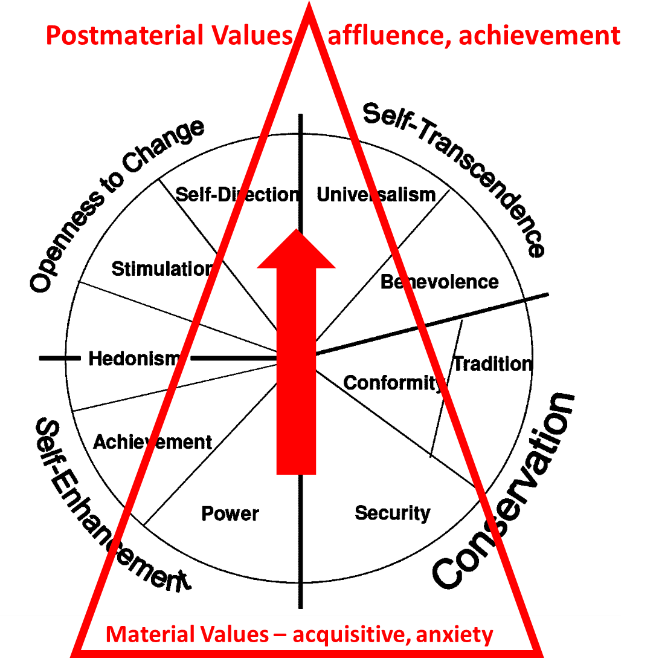 Postmaterial Values affluence, achievement
Openness to Change
Self-Transcendence
Self-Direction
Universalism
Stimulation
Benevolence
Hedonism
Tradition
Conformity
Achievement
Power
Security
Self-Enhancement
Conservation
Material Values – acquisitive, anxiety